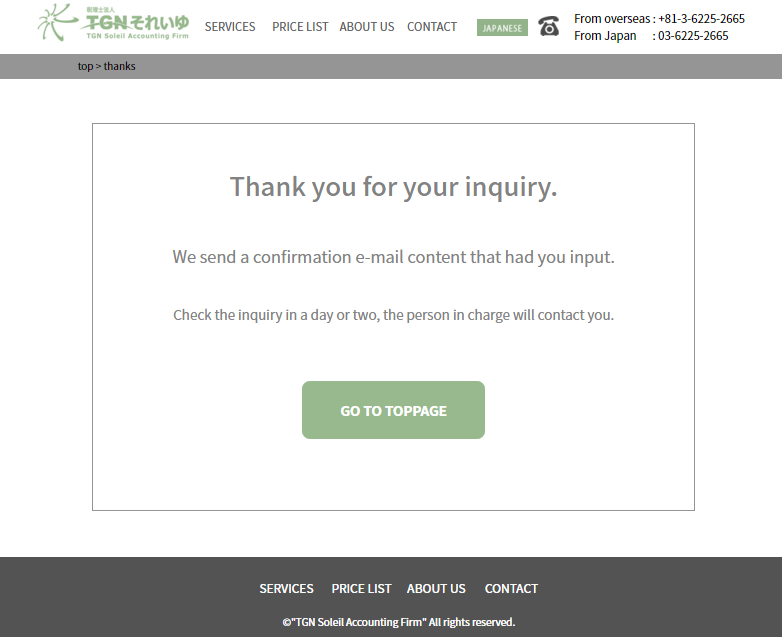 税理士法人
TGN それいゆ
TGN Soleil Accounting Firm
SERVICES PRICE LIST ABOUT US CONTACT
JAPANESE
From overseas : +81-3-6225-2665
From Japan : 03-6225-2665
top > thanks
Thank you for your inquiry.
We send a confirmation e-mail content that had you input.
Check the inquiry in a day or two, the person in charge will contact you.
GO TO TOPPAGE
SERVICES PRICE LIST ABOUT US CONTACT
©"TGN Soleil Accounting Firm" All rights reserved.